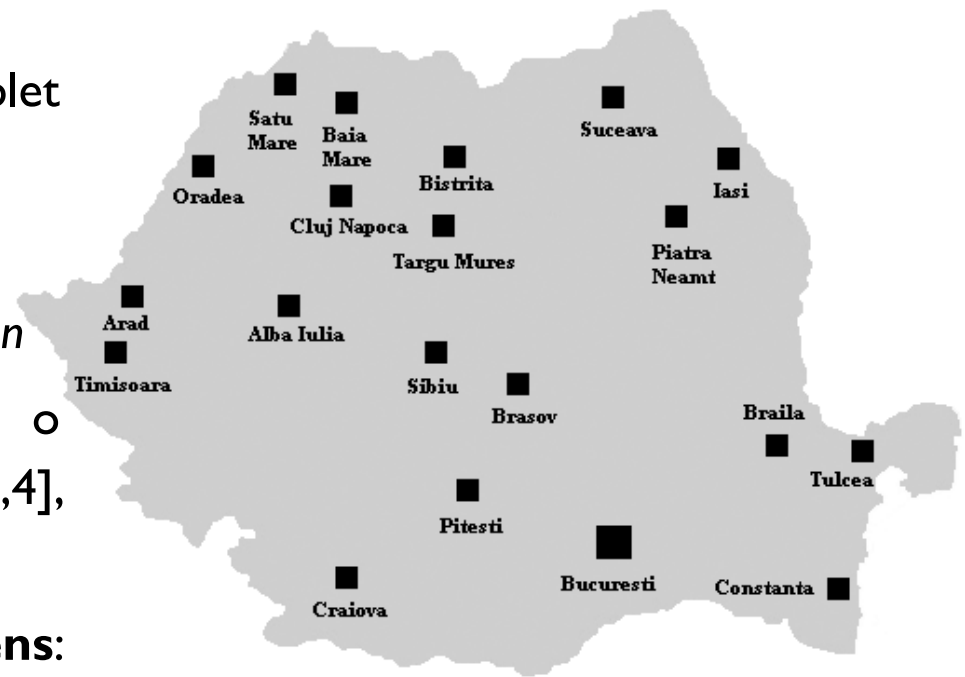 olet
n
o
,4],
ens:
Satu
Mare
Baia
Mare
Suceava
Oradea
Bistrita
Iasi
Cluj Napoca
Targu Mures
Piatra
Neamt
Arad
Alba Iulia
Timisoara
Sibiu
Brasov
Braila
Tulcea
Pitesti
Bucuresti
Constanta
Craiova